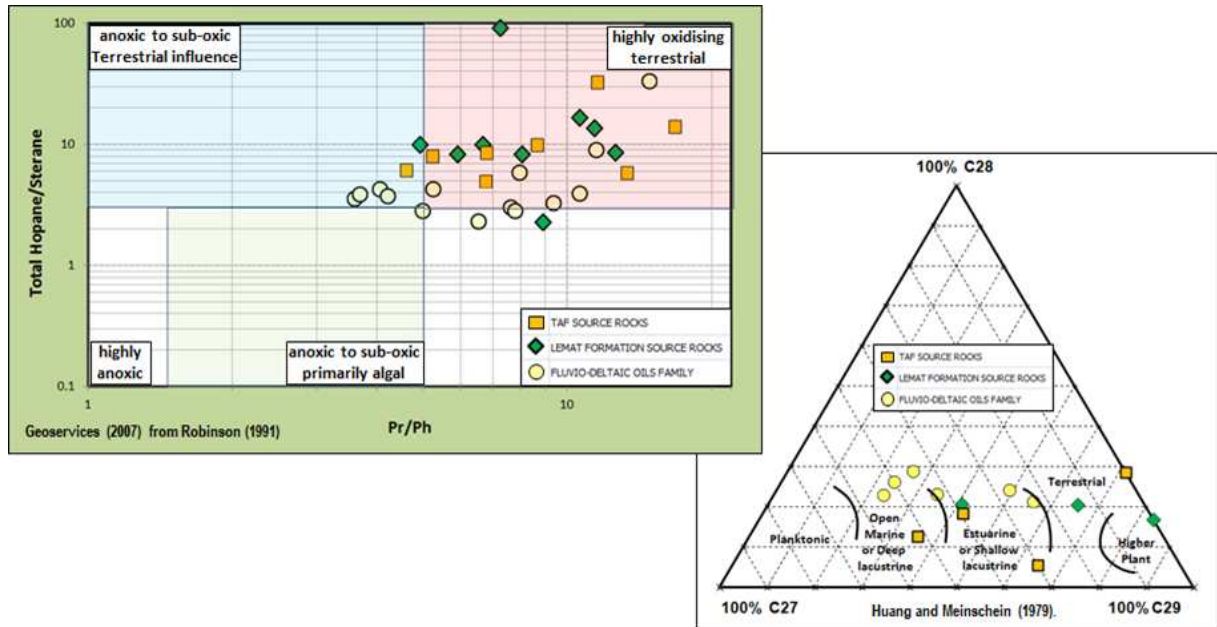 anoxic to sub-oxic
Terrestrial influence
highly oxidising
terrestrial
100
10
1
0.1
Total Hopane/Sterane
TAF SOURCE ROCKS
LEMAT FORMATION SOURCE ROCKS
FLUVIO-DELTAIC OILS FAMILY
highly
anoxic
anoxic to sub-oxic
primarily algal
1
10
Geoservices (2007) from Robinson (1991)
Pr/Ph
100% C28
TAF SOURCE ROCKS
LEMAT FORMATION SOURCE ROCKS
FLUVIO-DELTAIC OILS FAMILY
Terrestrial
Planktonic
Open
Marine
or Deep
lacustrine
Estuarine
or Shallow
lacustrine
Higher
Plant
100% C27
Huang and Meinschein (1979).
100% C29